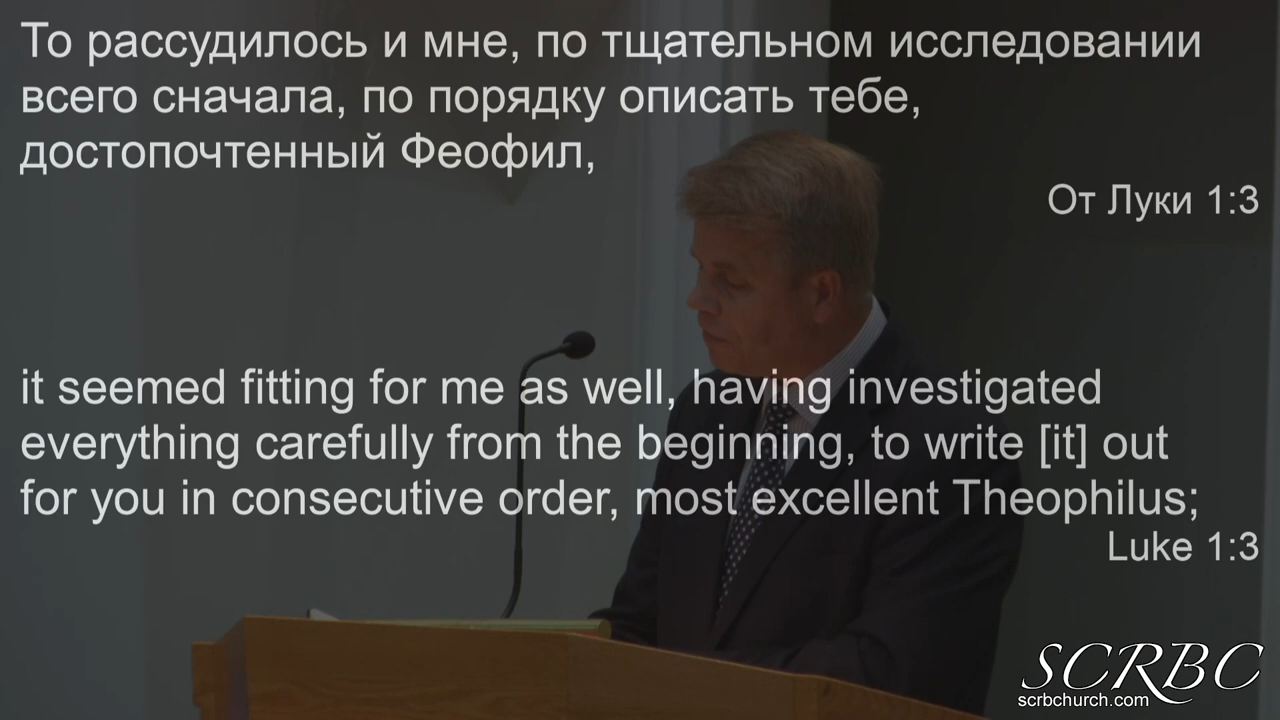 То рассудилось и мне, по тщательном исследовании
всего сначала, по порядку описать тебе,
достопочтенный Феофил,
От Луки 1:3
it seemed fitting for me as well, having investigated
everything carefully from the beginning, to write [it] out
for you in consecutive order, most excellent Theophilus;
Luke 1:3
SCRBC
scrbchurch.com